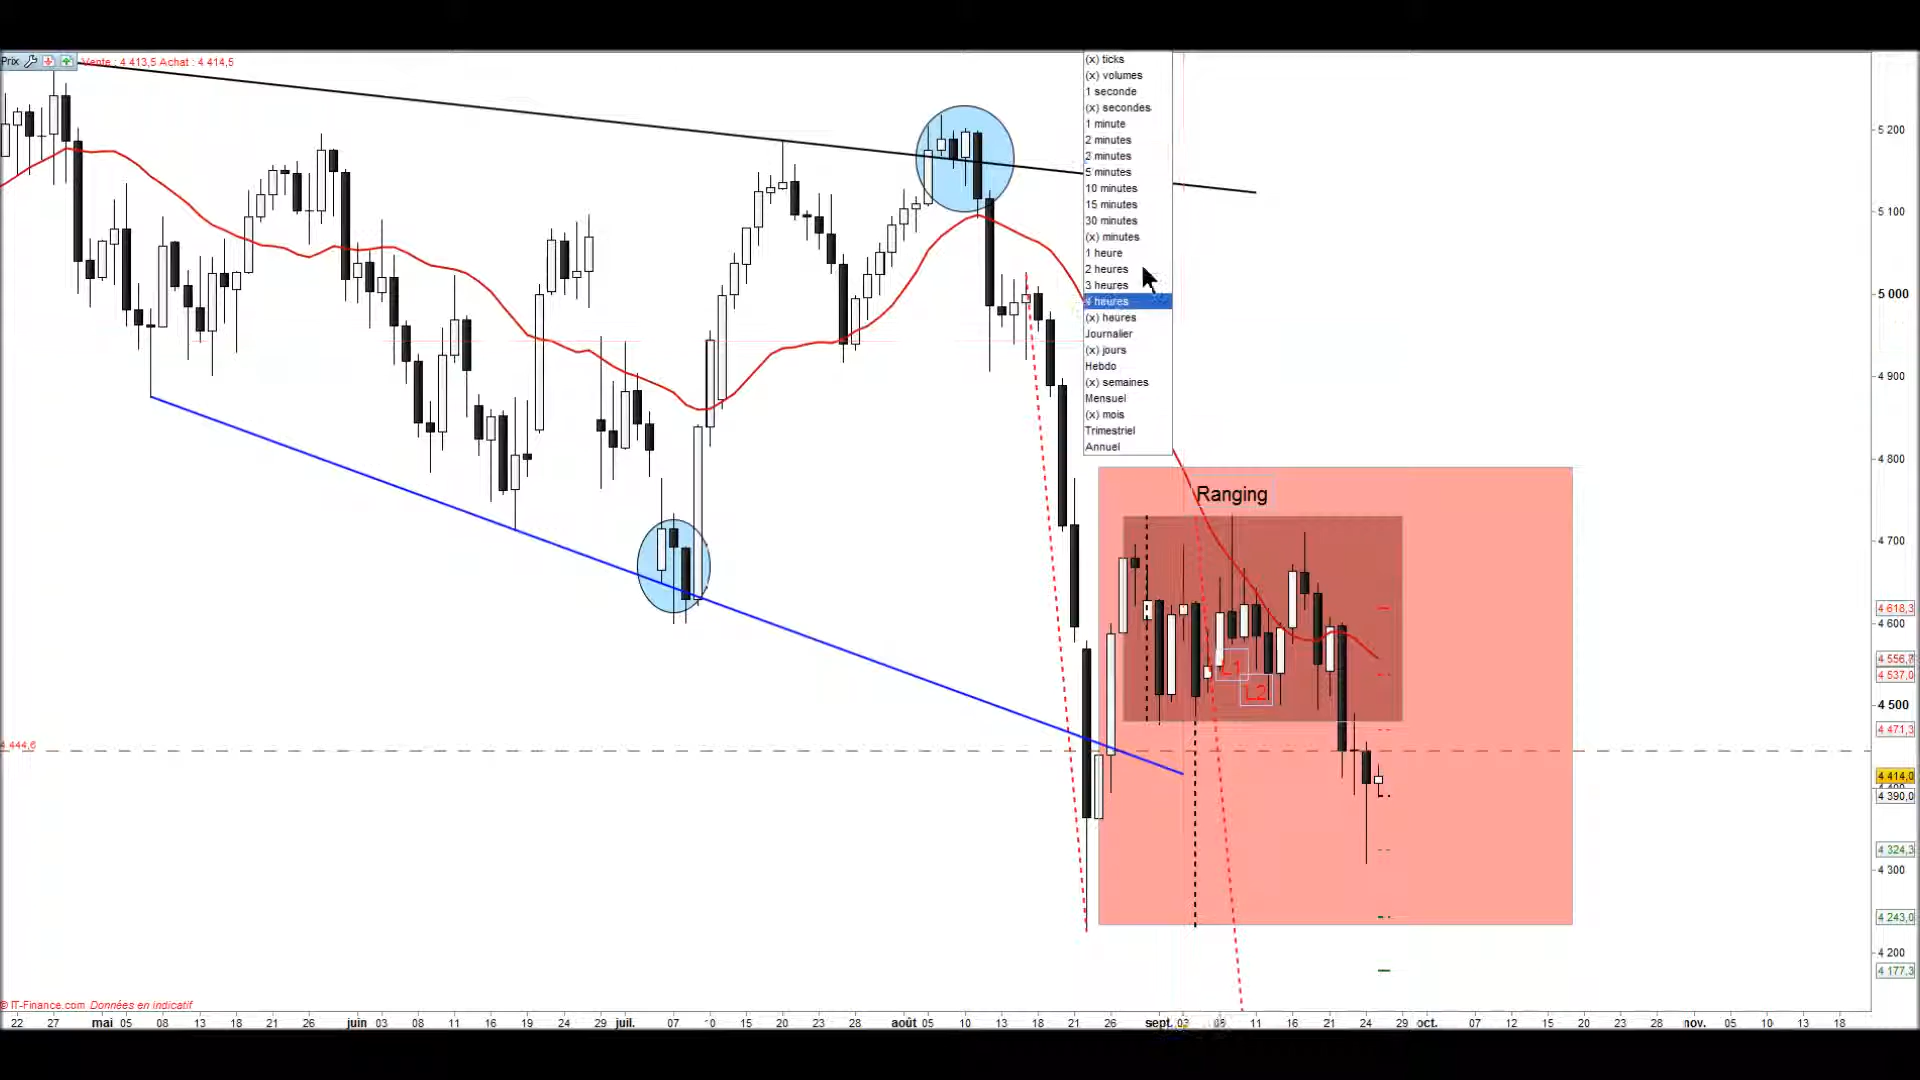 Prix Vente : 4 413,5 Achat : 4 414,5
(x) ticks
(x) volumes
1 seconde
(x) secondes
1 minute
2 minutes
2 minutes
5 minutes
10 minutes
15 minutes
30 minutes
(x) minutes
1 heure
2 heures
3 heures
4 heures
(x) heures
Journalier
(x) jours
Hebdo
(x) semaines
Mensuel
(x) mois
Trimestriel
Annuel
Ranging
L1
L2
4 444,6
5 200
5 100
5 000
4 900
4 800
4 700
4 618,3
4 600
4 556,7
4 537,0
4 500
4 471,3
4 414,0
4 390,0
4 324,3
4 300
4 243,0
4 200
4 177,3
© IT-Finance.com Données en indicatif
22 27 mai 05 08 13 18 21 26 juin 03 08 11 16 19 24 29 juil. 07 15 20 23 28 août 05 10 13 18 21 26 sept. 11 16 21 24 29 oct. 07 12 15 20 23 28 nov. 05 10 13 18